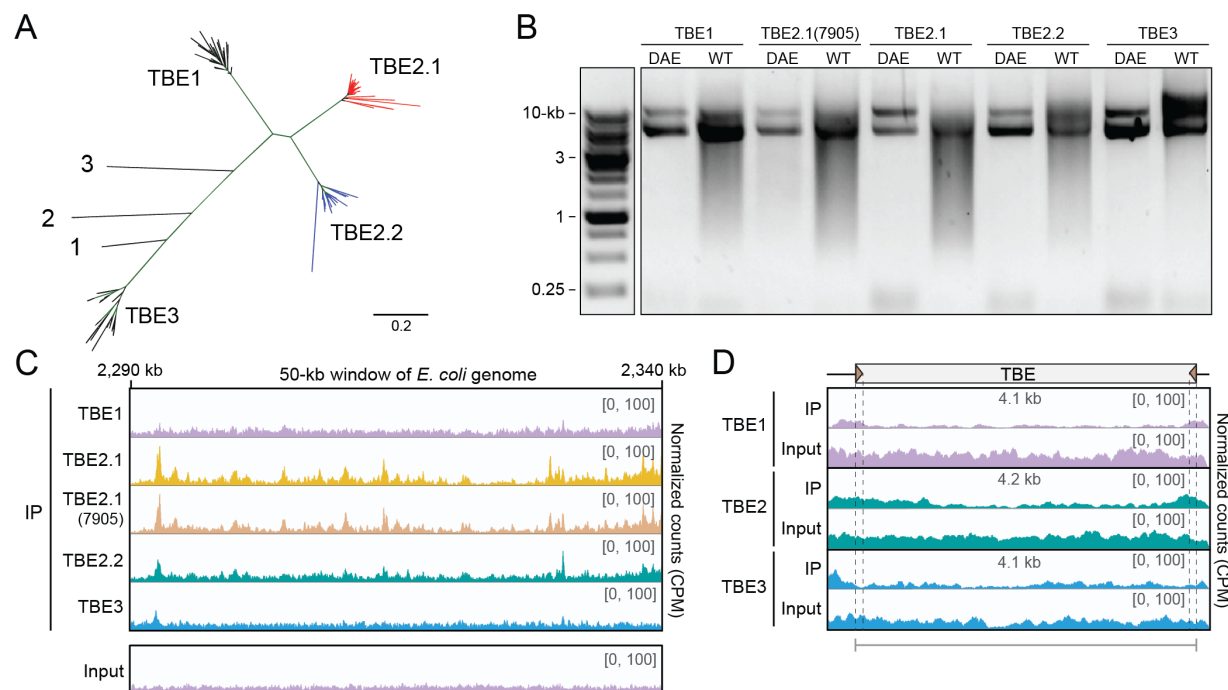 A
TBE1
TBE2.1
3
2
1
TBE2.2
TBE3
0.2
B
TBE1 TBE2.1(7905) TBE2.1 TBE2.2 TBE3
DAE WT DAE WT DAE WT DAE WT DAE WT
10-kb
3
1
0.25
C
2,290 kb 50-kb window of E. coli genome 2,340 kb
IP
TBE1 [0, 100]
TBE2.1 [0, 100]
TBE2.1 [0, 100]
(7905)
TBE2.2 [0, 100]
TBE3 [0, 100]
Input [0, 100]
Normalized counts (CPM)
D
TBE
TBE1 IP 4.1 kb [0, 100]
Input [0, 100]
TBE2 IP 4.2 kb [0, 100]
Input [0, 100]
TBE3 IP 4.1 kb [0, 100]
Input [0, 100]
Normalized counts (CPM)